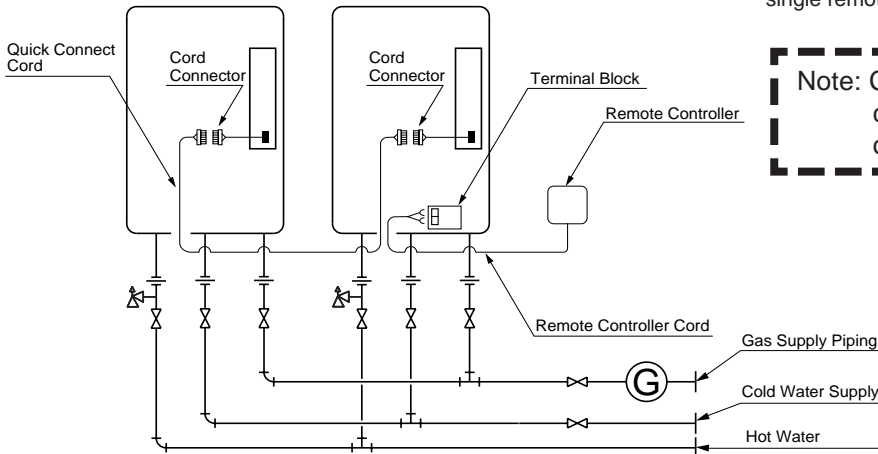 single remo
Quick Connect
Cord
Cord
Connector
Cord
Connector
Terminal Block
Remote Controller
Note:
Remote Controller Cord
Gas Supply Piping
G
Cold Water Supply
Hot Water